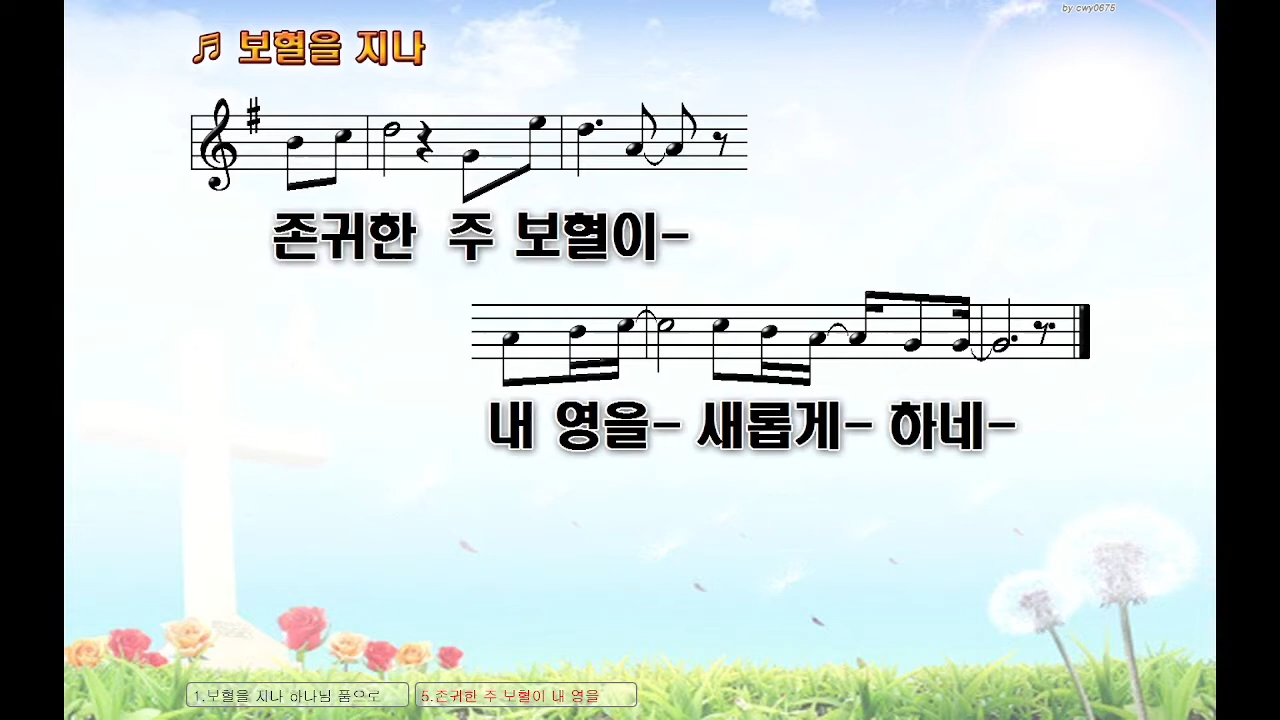 by cwy0675
♬ 보혈을 지나
존귀한 주 보혈이-
내 영을- 새롭게- 하네-
1.보혈을 지나 하나님 품으로
5.존귀한 주 보혈이 내 영을